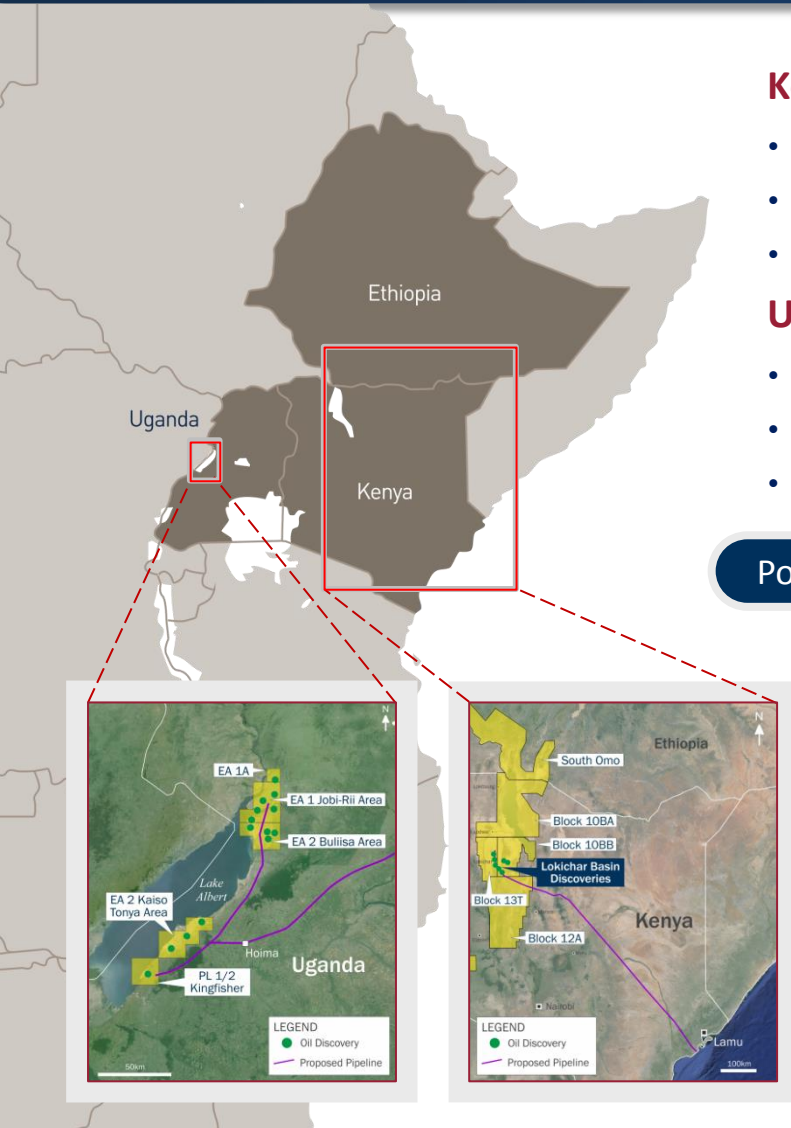 K
•
•
•
U
•
•
•
Po
Ethiopia
Uganda
Kenya
N
EA 1A
EA 1 Jobi-Rii Area
EA 2 Buliisa Area
Lake
Albert
EA 2 Kaiso
Tonya Area
Hoima
Uganda
PL 1/2
Kingfisher
LEGEND
Oil Discovery
Proposed Pipeline
50km
N
Ethiopia
South Omo
Block 10BA
Block 10BB
Lokichar Basin
Discoveries
Block 13T
Kenya
Block 12A
Nairobi
LEGEND
Oil Discovery
Proposed Pipeline
Lamu
100km